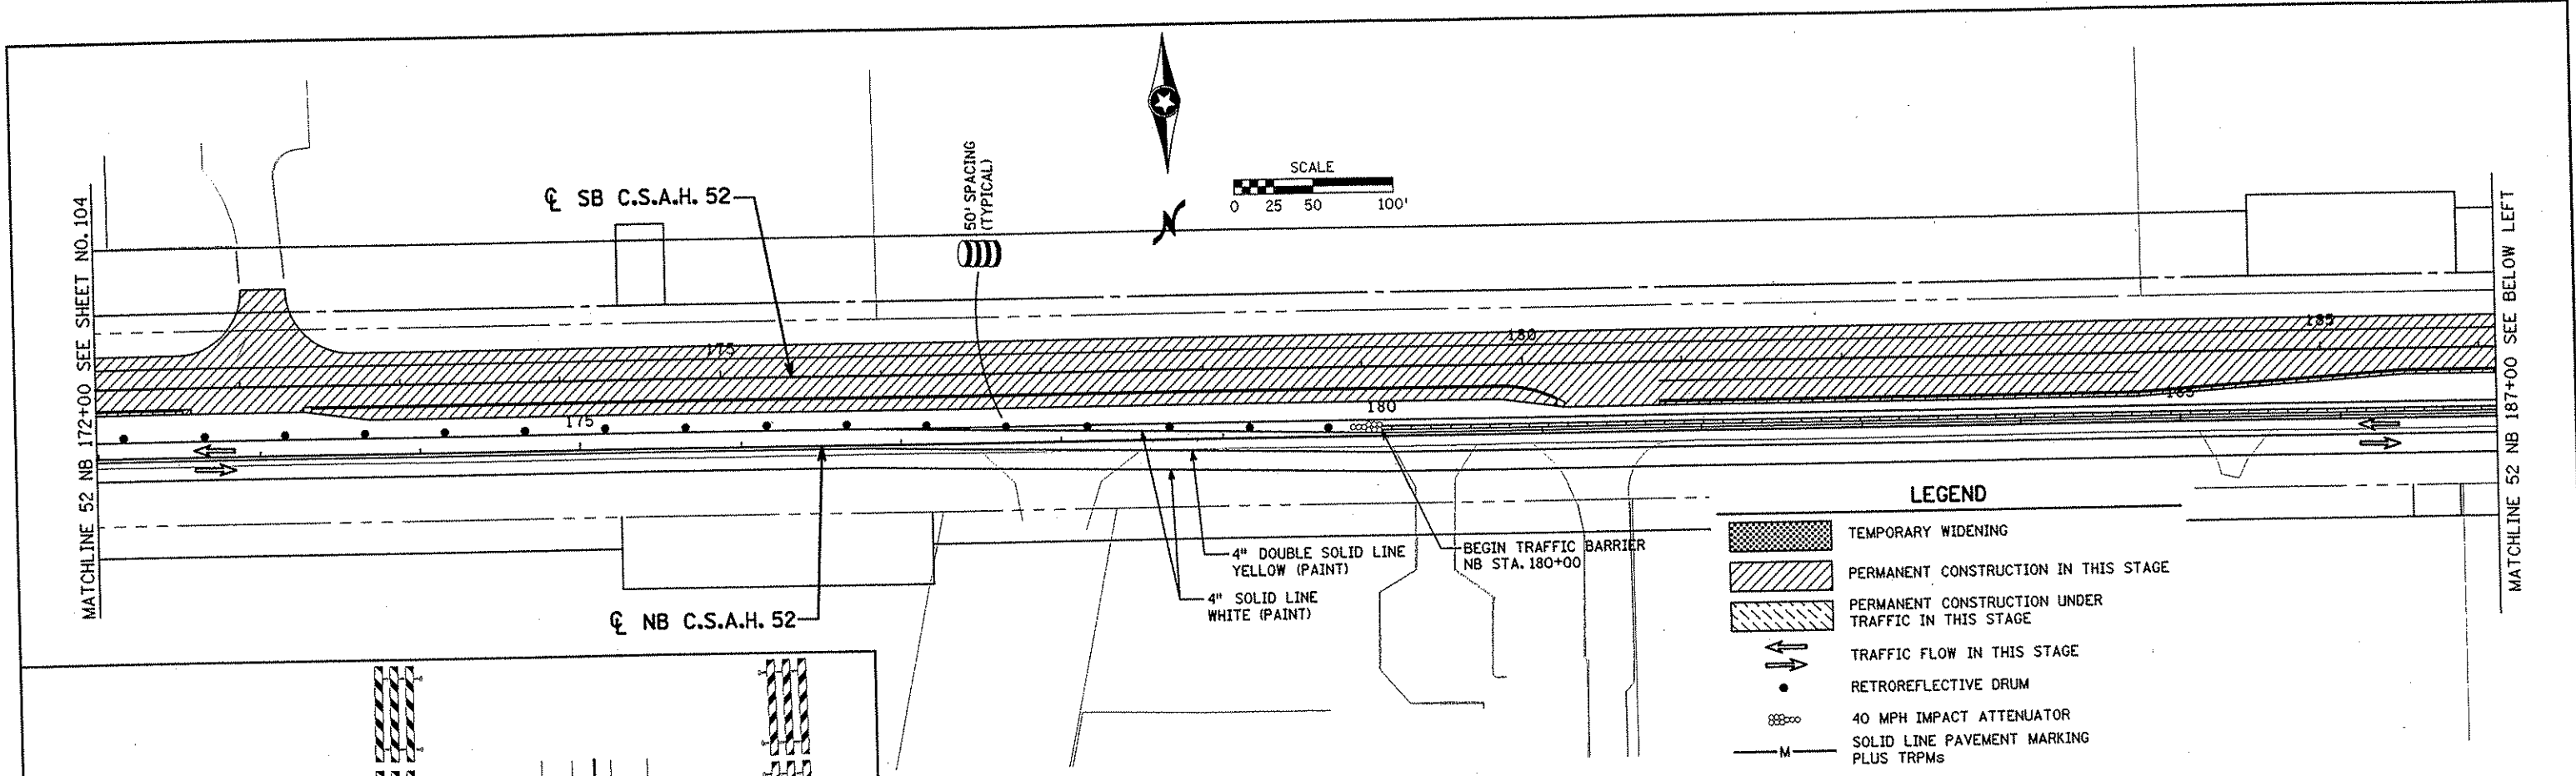 MATCHLINE 52 NB 172+00 SEE SHEET NO. 104
℄ SB C.S.A.H. 52
50' SPACING
(TYPICAL)
N
SCALE
0 25 50 100'
175
180
185
175
180
185
MATCHLINE 52 NB 187+00 SEE BELOW LEFT
℄ NB C.S.A.H. 52
4" DOUBLE SOLID LINE
YELLOW (PAINT)
4" SOLID LINE
WHITE (PAINT)
BEGIN TRAFFIC BARRIER
NB STA. 180+00
LEGEND
TEMPORARY WIDENING
PERMANENT CONSTRUCTION IN THIS STAGE
PERMANENT CONSTRUCTION UNDER
TRAFFIC IN THIS STAGE
TRAFFIC FLOW IN THIS STAGE
RETROREFLECTIVE DRUM
40 MPH IMPACT ATTENUATOR
M
SOLID LINE PAVEMENT MARKING
PLUS TRPMs